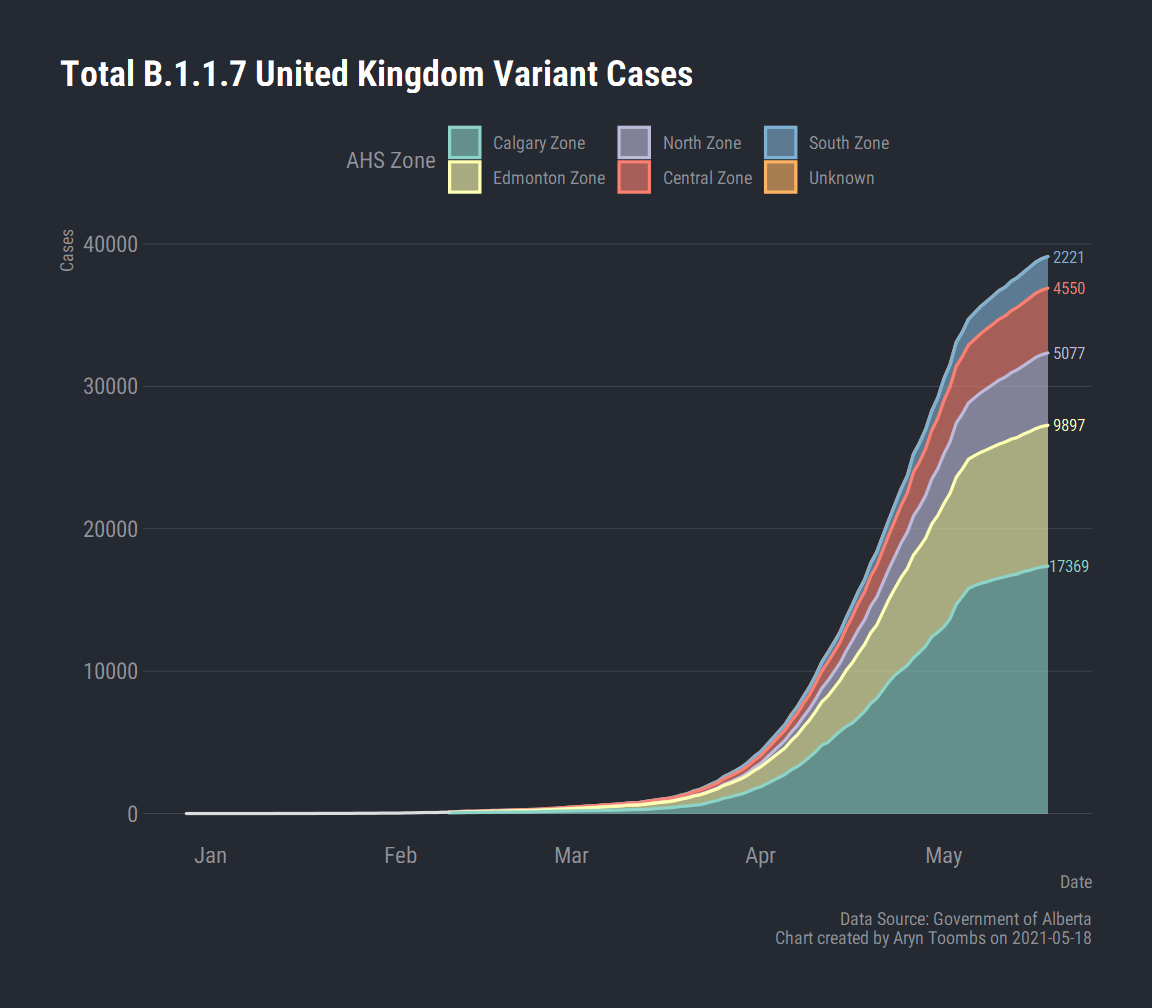 Total B.1.1.7 United Kingdom Variant Cases
AHS Zone
Calgary Zone
North Zone
South Zone
Edmonton Zone
Central Zone
Unknown
Cases
40000
30000
20000
10000
0
2221
4550
5077
9897
17369
Jan
Feb
Mar
Apr
May
Date
Data Source: Government of Alberta
Chart created by Aryn Toombs on 2021-05-18